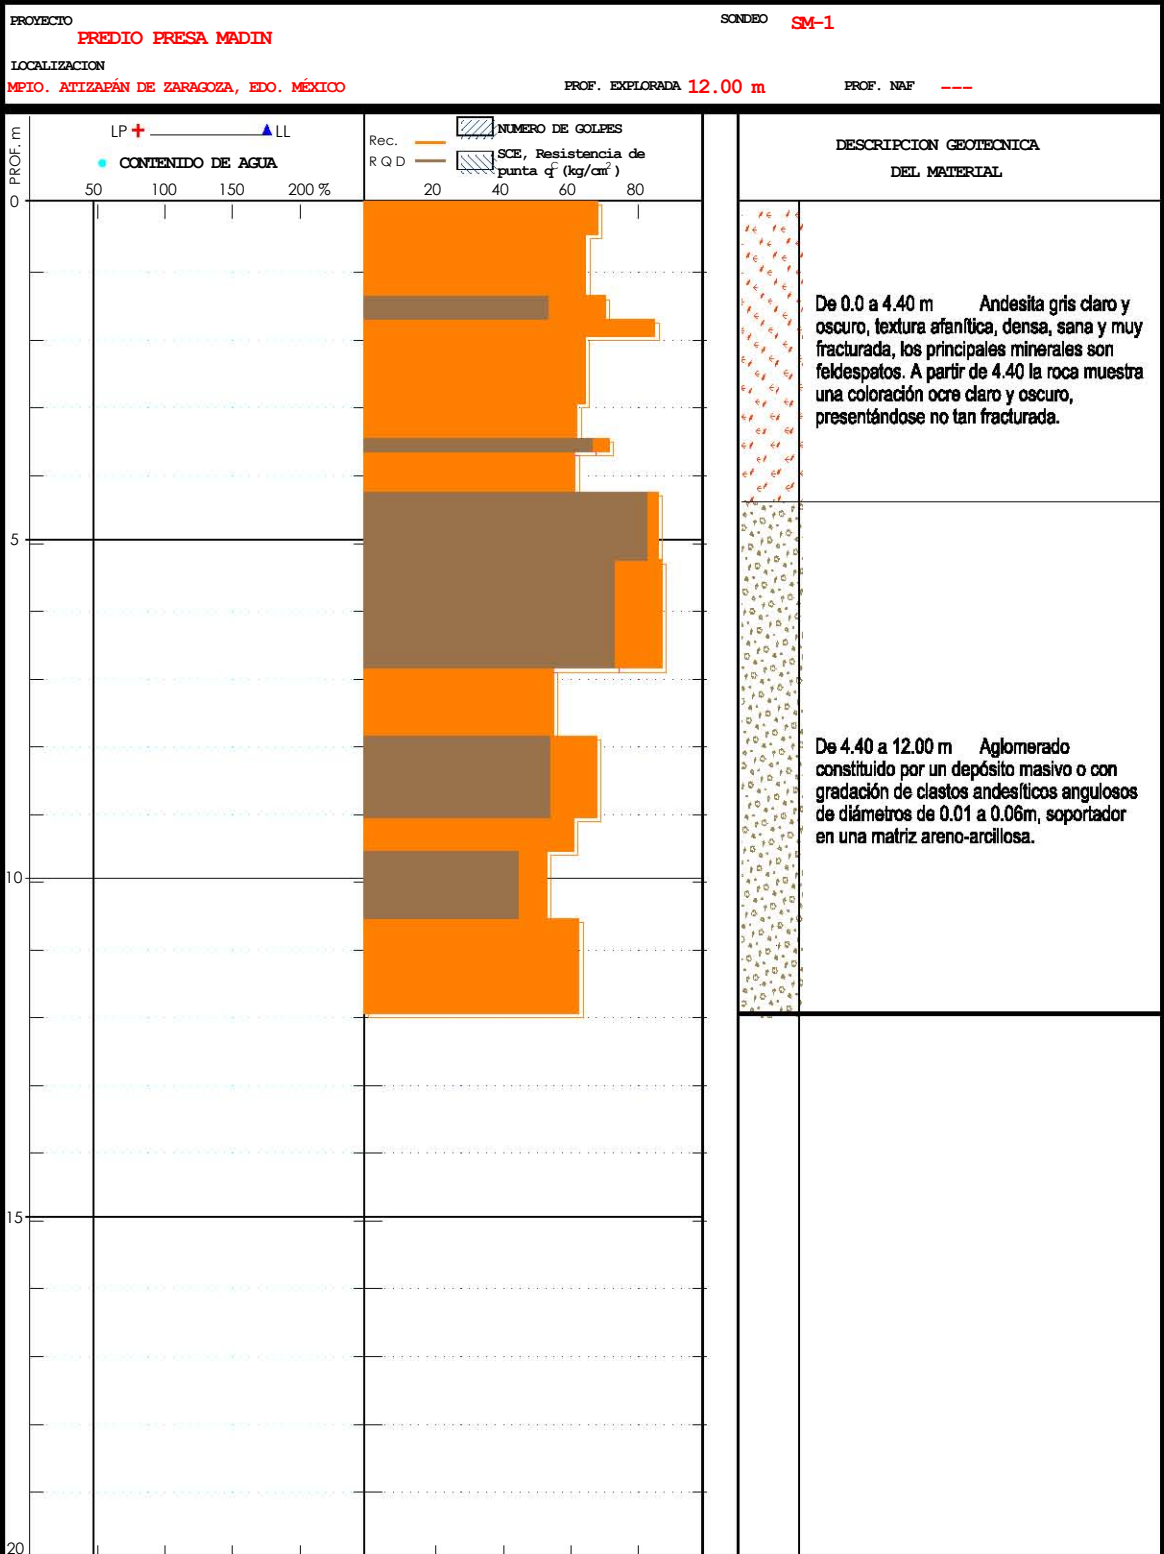 PROYECTO
PREDIO PRESA MADIN
SONDEO SM-1
LOCALIZACION
MPIO. ATIZAPÁN DE ZARAGOZA, EDO. MÉXICO
PROF. EXPLORADA 12.00 m
PROF. NAF ---
PROF. m
LP LL
CONTENIDO DE AGUA
50 100 150 200 %
Rec.
R Q D
NUMERO DE GOLPES
SCE, Resistencia de
punta qc (kg/cm²)
20 40 60 80
DESCRIPCION GEOTECNICA
DEL MATERIAL
0
De 0.0 a 4.40 m Andesita gris claro y
oscuro, textura afanítica, densa, sana y muy
fracturada, los principales minerales son
feldespatos. A partir de 4.40 la roca muestra
una coloración ocre claro y oscuro,
presentándose no tan fracturada.
5
De 4.40 a 12.00 m Aglomerado
constituido por un depósito masivo o con
gradación de clastos andesíticos angulosos
de diámetros de 0.01 a 0.06m, soportador
en una matriz areno-arcillosa.
10
15
20